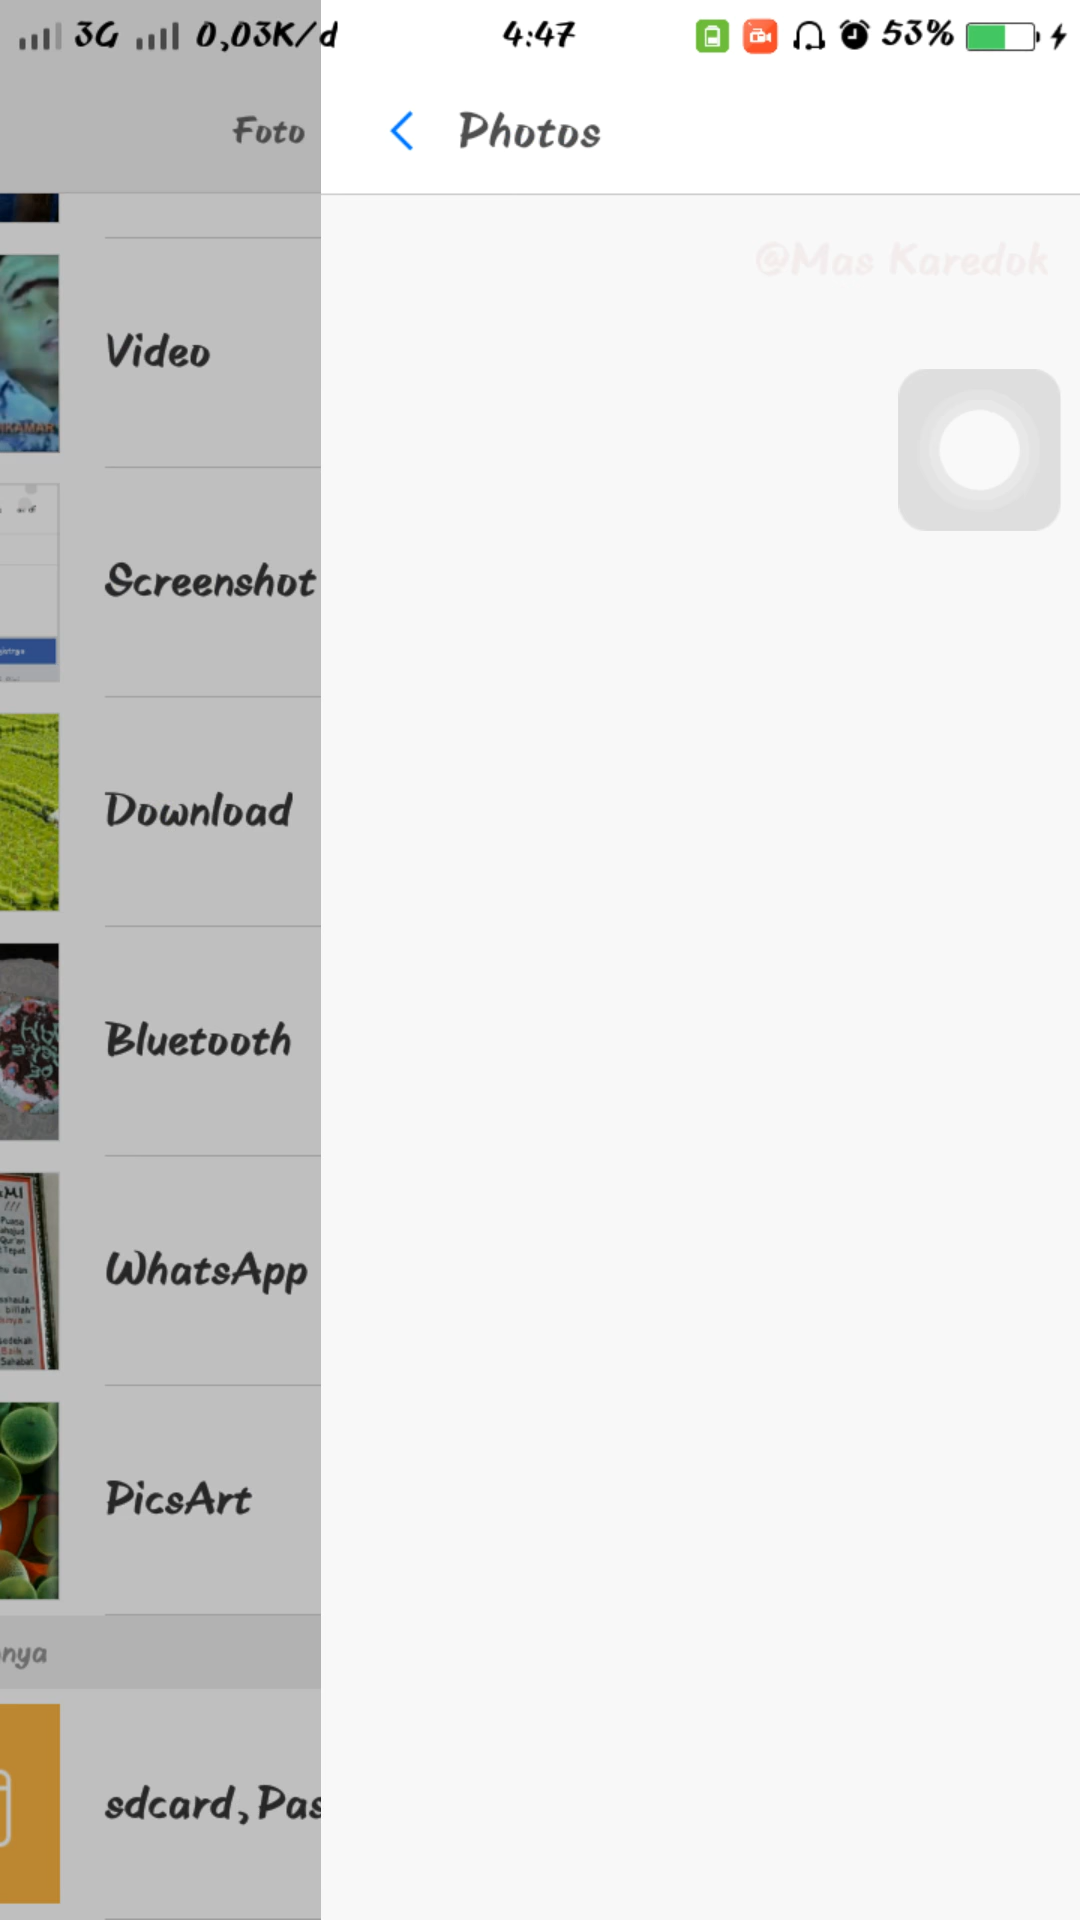 3G 0,03K/d 4:47 53%
Foto
Photos
@Mas Karedok
Video
Screenshot
Download
Bluetooth
WhatsApp
PicsArt
nya
sdcard, Pas